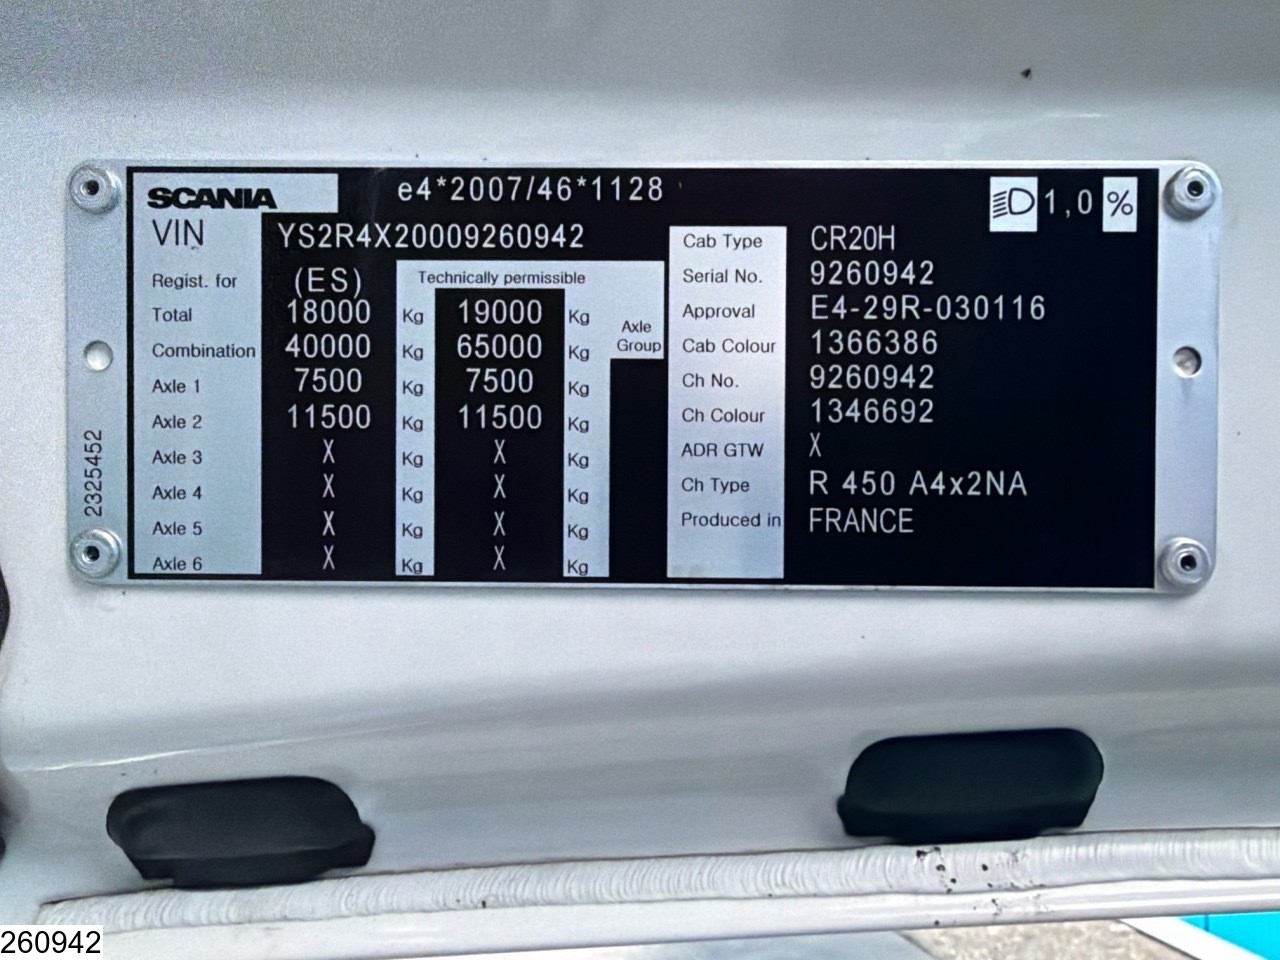 SCANIA e4*2007/46*1128 1,0 %
VIN YS2R4X20009260942
Regist. for (ES) Technically permissible
Total 18000 Kg 19000 Kg Axle Group
Combination 40000 Kg 65000 Kg
Axle 1 7500 Kg 7500 Kg
Axle 2 11500 Kg 11500 Kg
Axle 3 X Kg X Kg
Axle 4 X Kg X Kg
Axle 5 X Kg X Kg
Axle 6 X Kg X Kg
Cab Type CR20H
Serial No. 9260942
Approval E4-29R-030116
Cab Colour 1366386
Ch No. 9260942
Ch Colour 1346692
ADR GTW X
Ch Type R 450 A4x2NA
Produced in FRANCE
2325452
260942